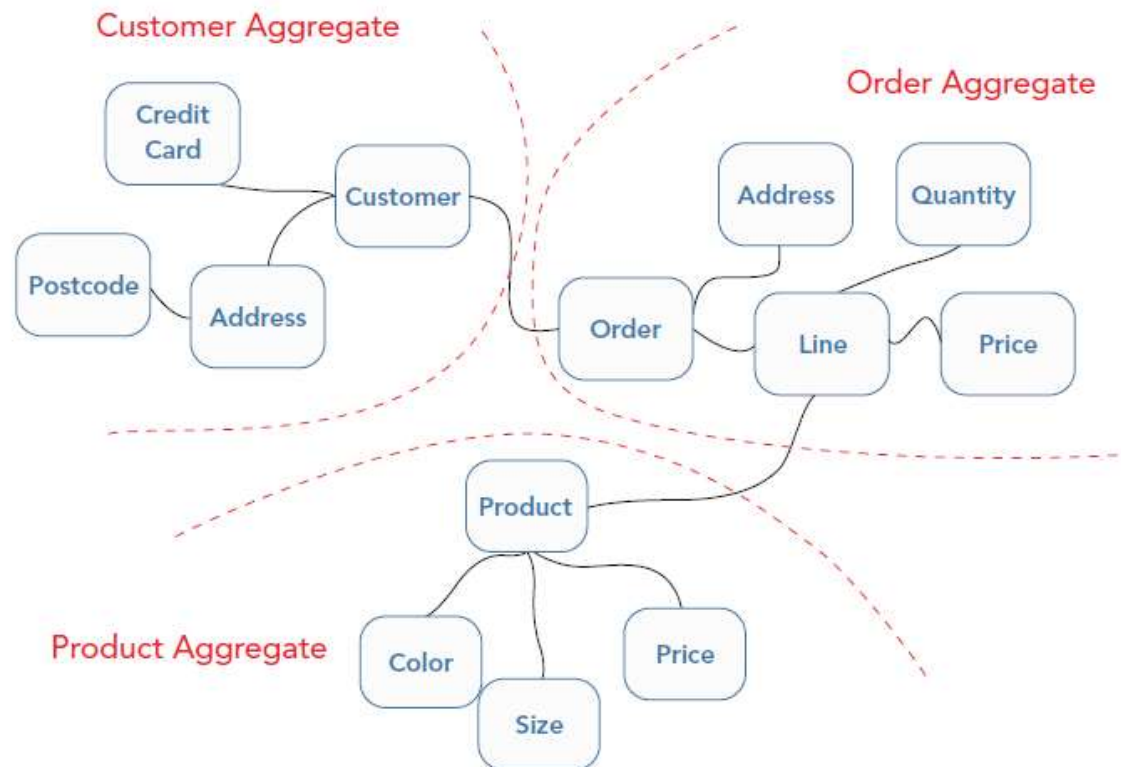 Customer Aggregate
Order Aggregate
Credit
Card
Customer
Address
Quantity
Postcode
Address
Order
Line
Price
Product
Product Aggregate
Color
Size
Price